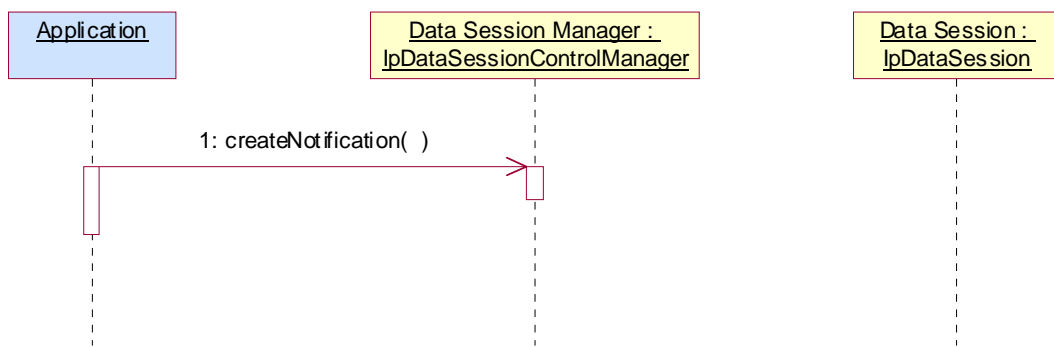 Application
Data Session Manager :
IpDataSessionControlManager
Data Session :
IpDataSession
1: createNotification( )